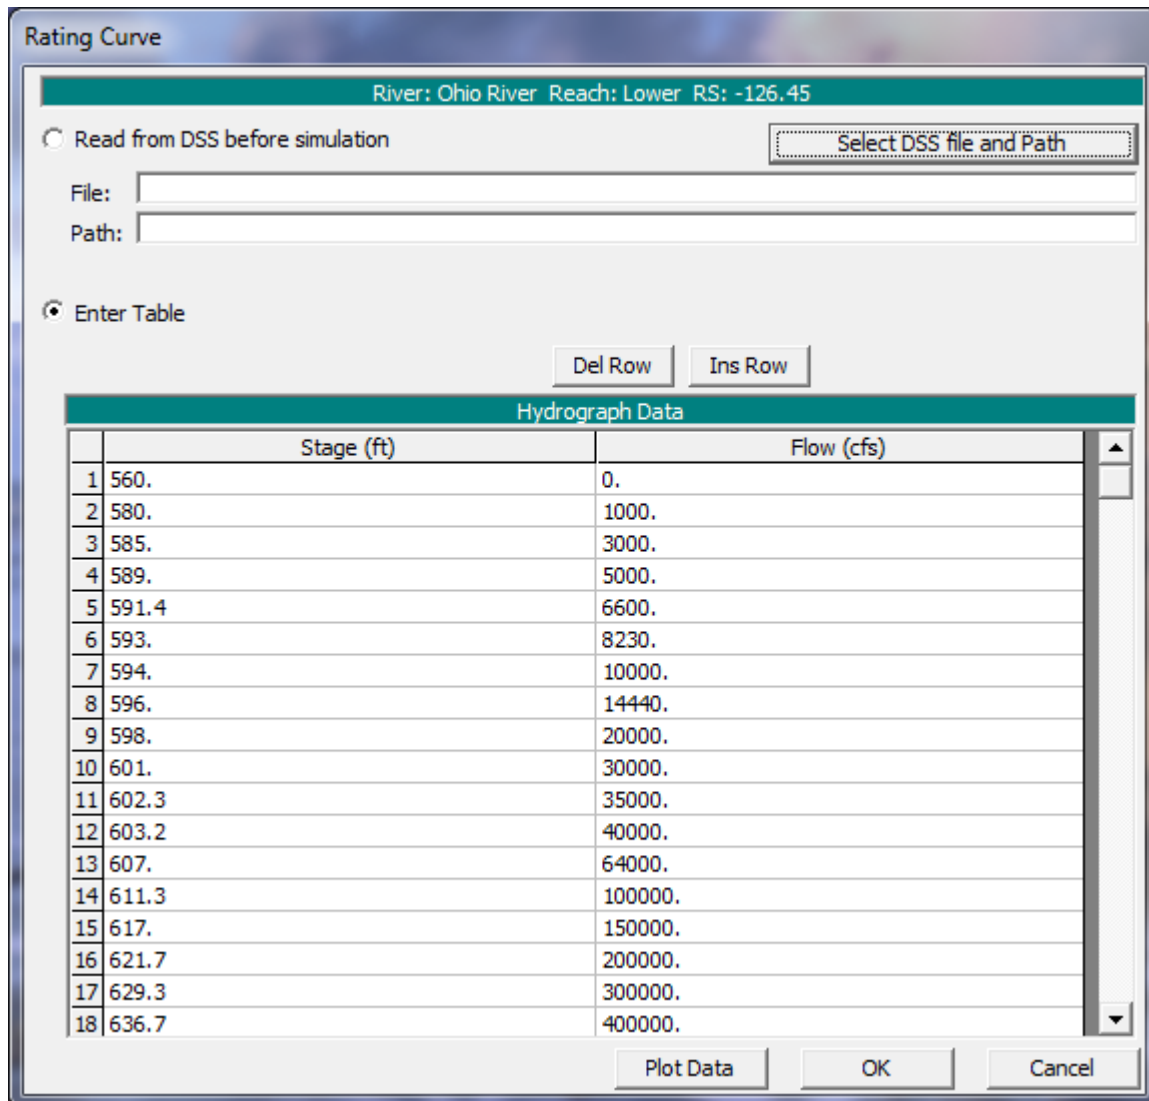 Rating Curve
River: Ohio River Reach: Lower RS: -126.45
Read from DSS before simulation
Select DSS file and Path
File:
Path:
Enter Table
Del Row Ins Row
Hydrograph Data
Stage (ft) Flow (cfs)
1 560. 0.
2 580. 1000.
3 585. 3000.
4 589. 5000.
5 591.4 6600.
6 593. 8230.
7 594. 10000.
8 596. 14440.
9 598. 20000.
10 601. 30000.
11 602.3 35000.
12 603.2 40000.
13 607. 64000.
14 611.3 100000.
15 617. 150000.
16 621.7 200000.
17 629.3 300000.
18 636.7 400000.
Plot Data OK Cancel